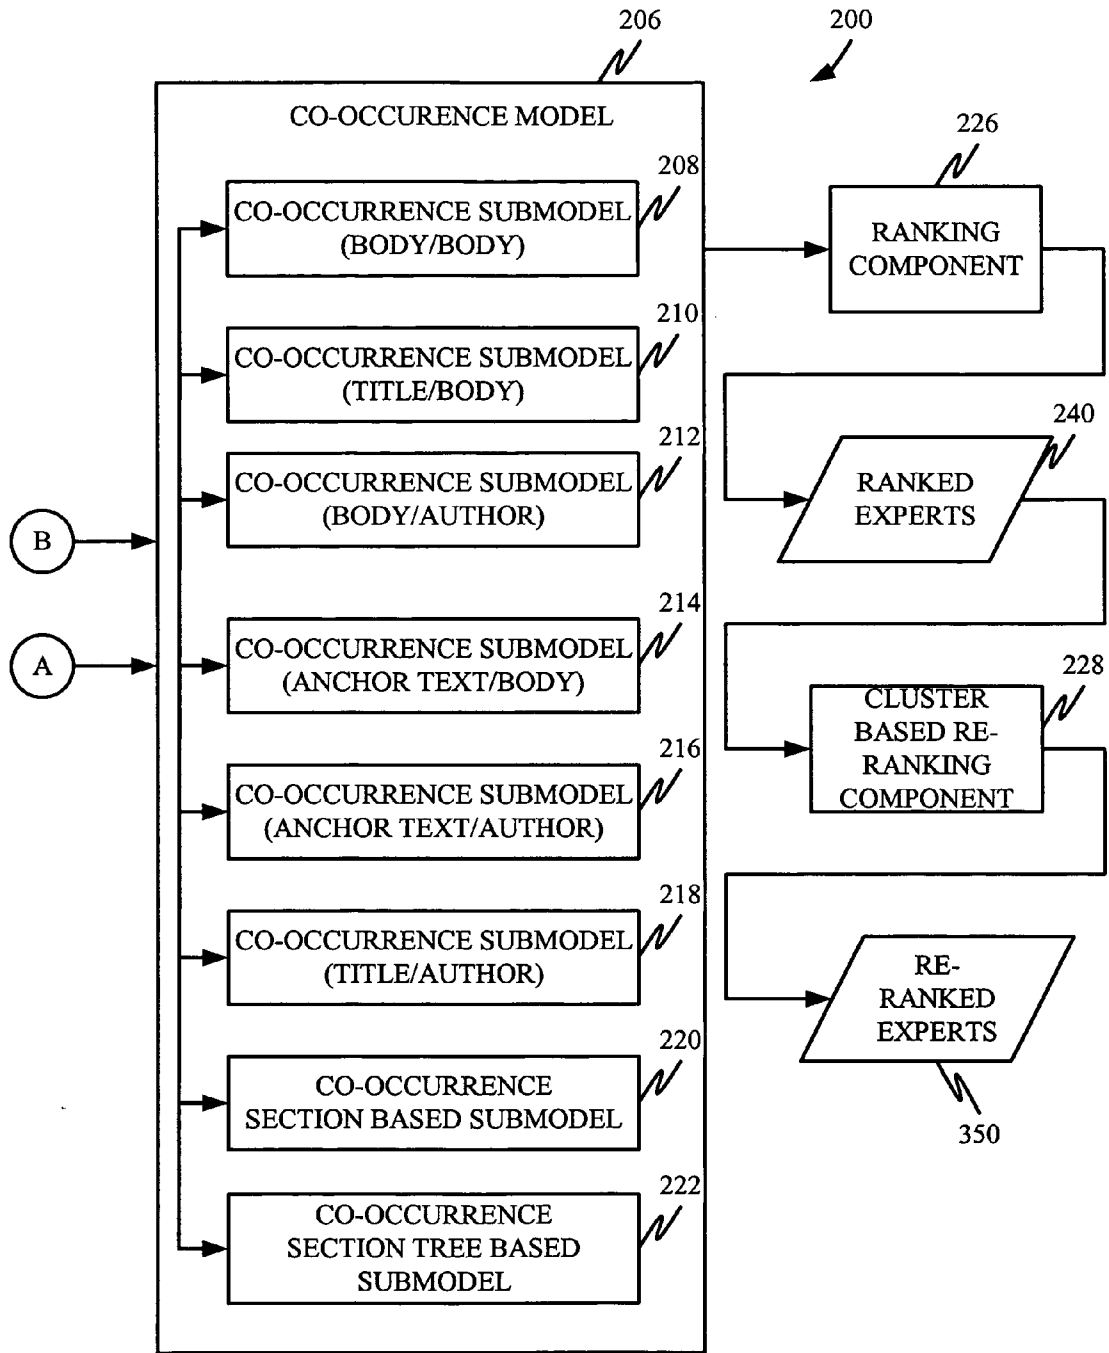 206
200
CO-OCCURENCE MODEL
226
208
CO-OCCURRENCE SUBMODEL
(BODY/BODY)
RANKING
COMPONENT
210
CO-OCCURRENCE SUBMODEL
(TITLE/BODY)
240
212
CO-OCCURRENCE SUBMODEL
(BODY/AUTHOR)
RANKED
EXPERTS
B
214
CO-OCCURRENCE SUBMODEL
(ANCHOR TEXT/BODY)
A
228
CLUSTER
BASED RE-
RANKING
COMPONENT
216
CO-OCCURRENCE SUBMODEL
(ANCHOR TEXT/AUTHOR)
218
CO-OCCURRENCE SUBMODEL
(TITLE/AUTHOR)
RE-
RANKED
EXPERTS
220
CO-OCCURRENCE
SECTION BASED SUBMODEL
350
222
CO-OCCURRENCE
SECTION TREE BASED
SUBMODEL